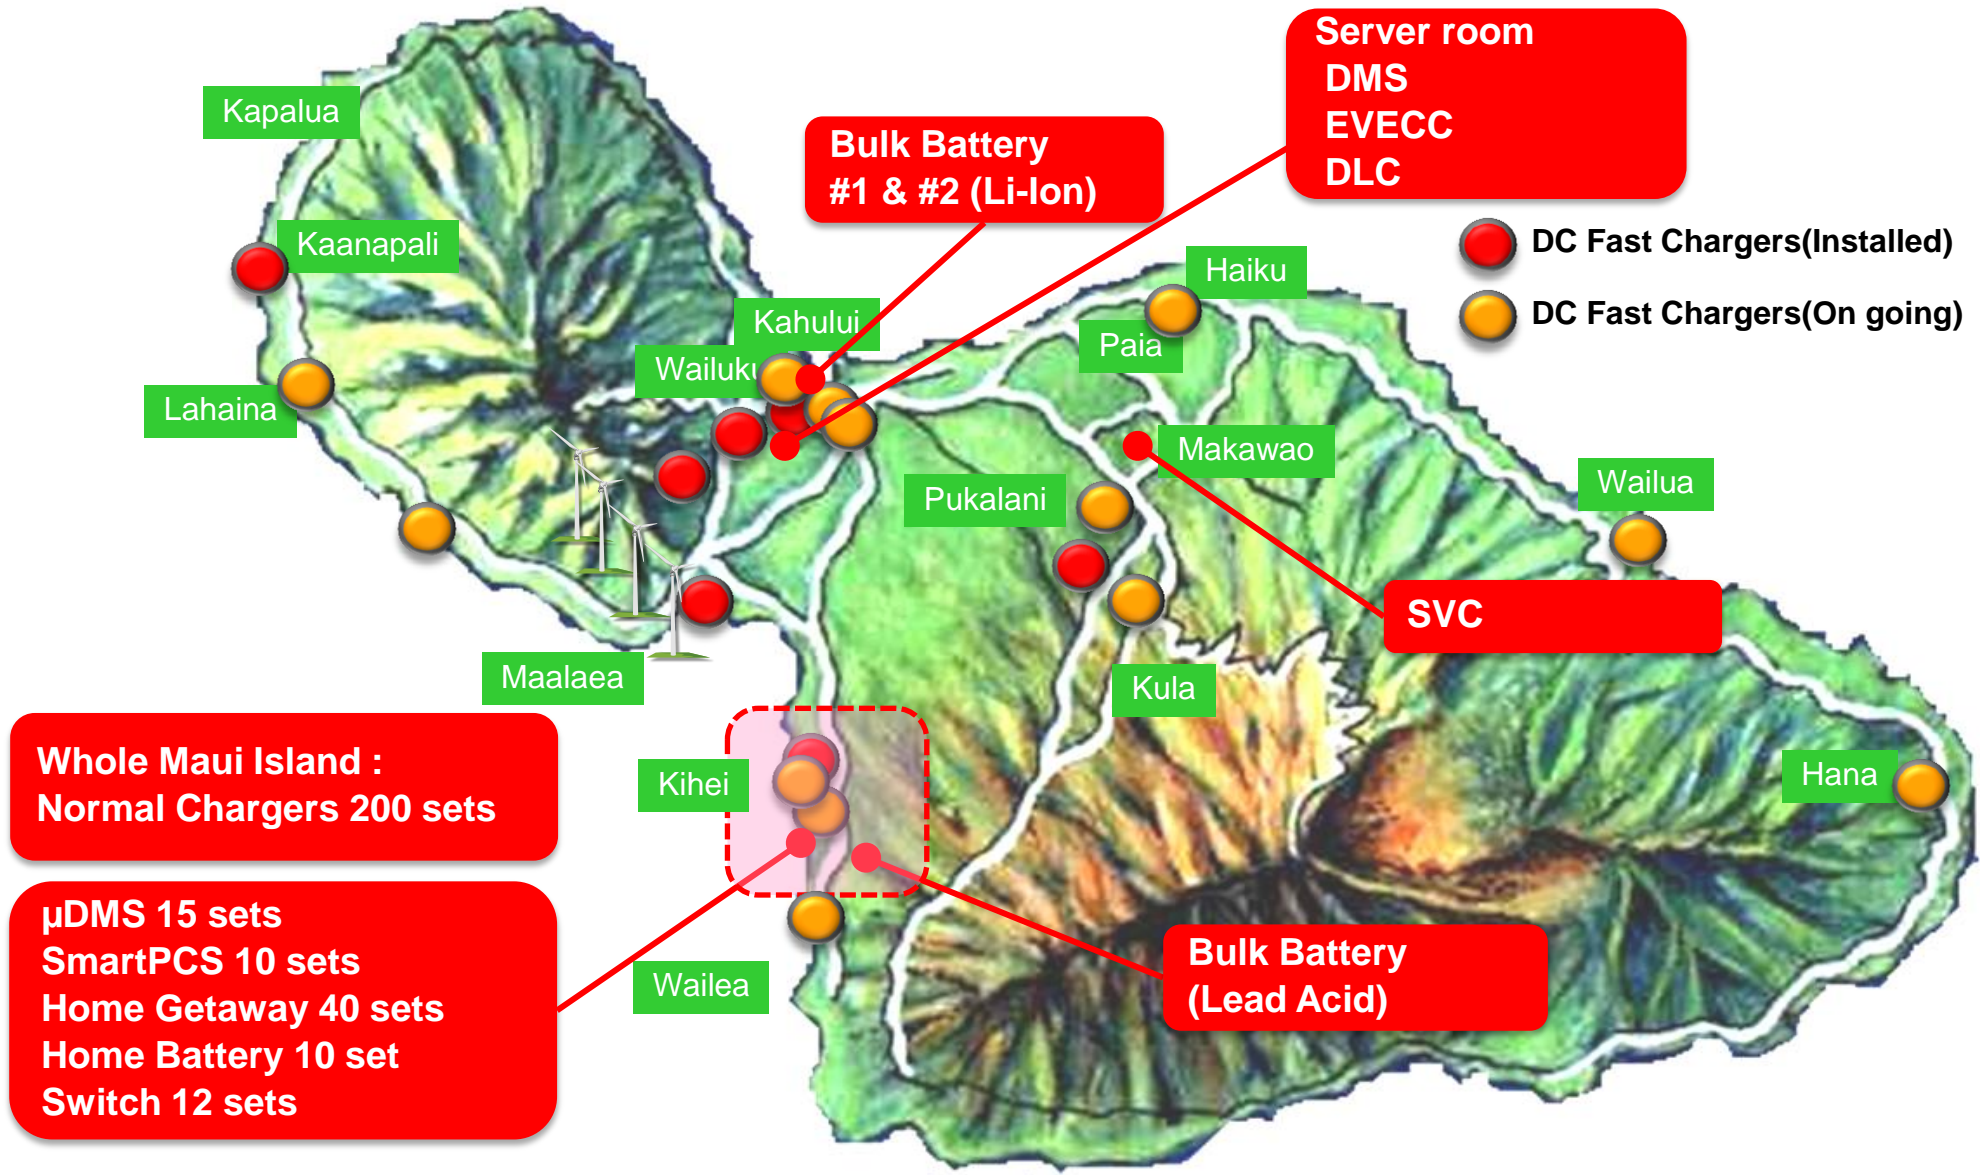 Server room
DMS
EVECC
DLC
Kapalua
Bulk Battery
#1 & #2 (Li-Ion)
DC Fast Chargers(Installed)
Kaanapali
Haiku
DC Fast Chargers(On going)
Kahului
Paia
Wailuku
Lahaina
Makawao
Wailua
Pukalani
SVC
Maalaea
Kula
Whole Maui Island :
Normal Chargers 200 sets
Kihei
Hana
µDMS 15 sets
SmartPCS 10 sets
Home Getaway 40 sets
Home Battery 10 set
Switch 12 sets
Wailea
Bulk Battery
(Lead Acid)